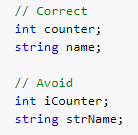 // Correct
int counter;
string name;
// Avoid
int iCounter;
string strName;